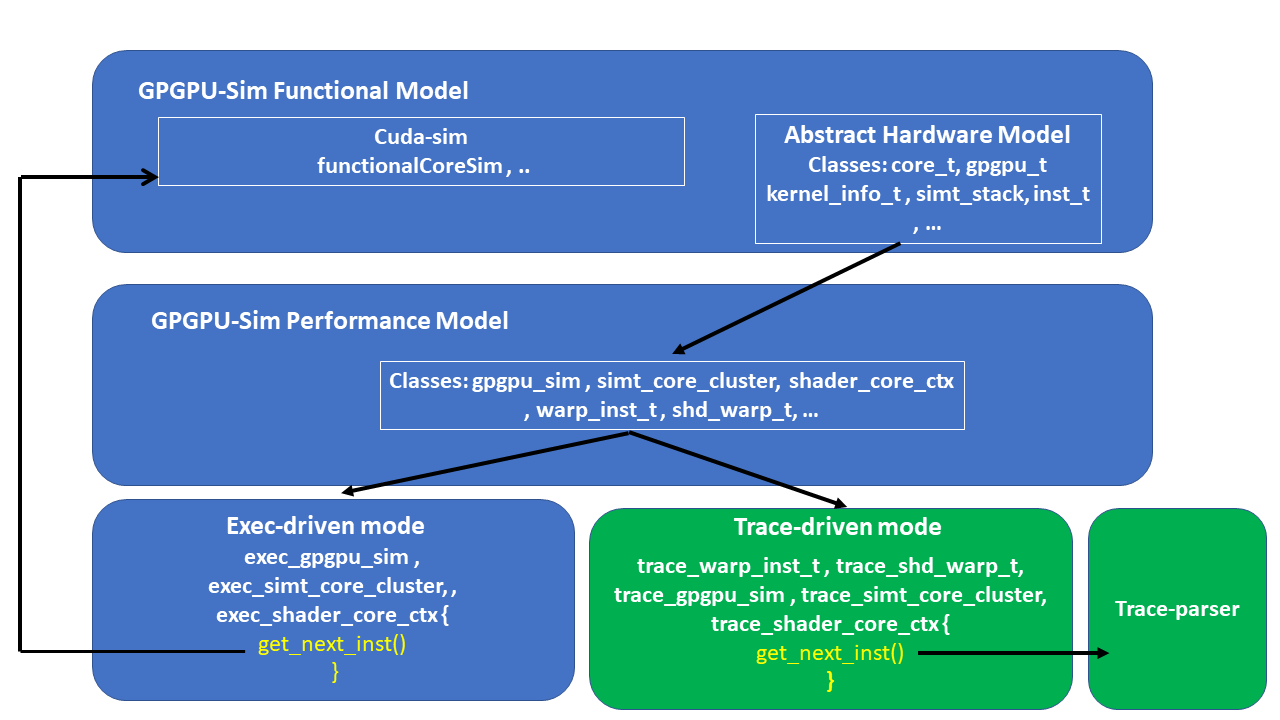 GPGPU-Sim Functional Model
Cuda-sim
functionalCoreSim , ..
Abstract Hardware Model
Classes: core_t, gpgpu_t
kernel_info_t , simt_stack, inst_t
, ...
GPGPU-Sim Performance Model
Classes: gpgpu_sim , simt_core_cluster, shader_core_ctx
, warp_inst_t , shd_warp_t, ...
Exec-driven mode
exec_gpgpu_sim ,
exec_simt_core_cluster, ,
exec_shader_core_ctx {
get_next_inst()
}
Trace-driven mode
trace_warp_inst_t , trace_shd_warp_t,
trace_gpgpu_sim , trace_simt_core_cluster,
trace_shader_core_ctx {
get_next_inst()
}
Trace-parser